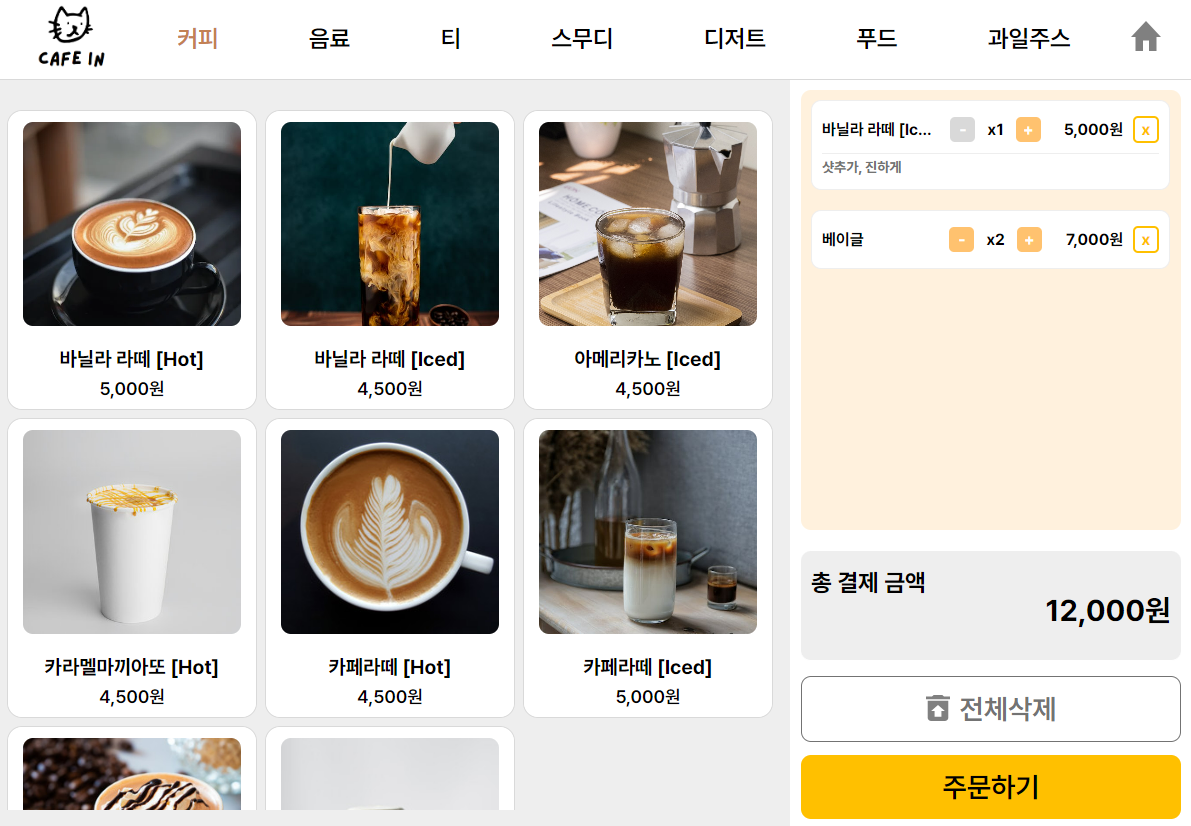 CAFE IN
커피
음료
티
스무디
디저트
푸드
과일주스
바닐라 라떼 [Hot]
5,000원
바닐라 라떼 [Iced]
4,500원
아메리카노 [Iced]
4,500원
카라멜마끼아또 [Hot]
4,500원
카페라떼 [Hot]
4,500원
카페라떼 [Iced]
5,000원
바닐라 라떼 [Ic... - x1 + 5,000원 x
샷추가, 진하게
베이글 - x2 + 7,000원 x
총 결제 금액
12,000원
전체삭제
주문하기